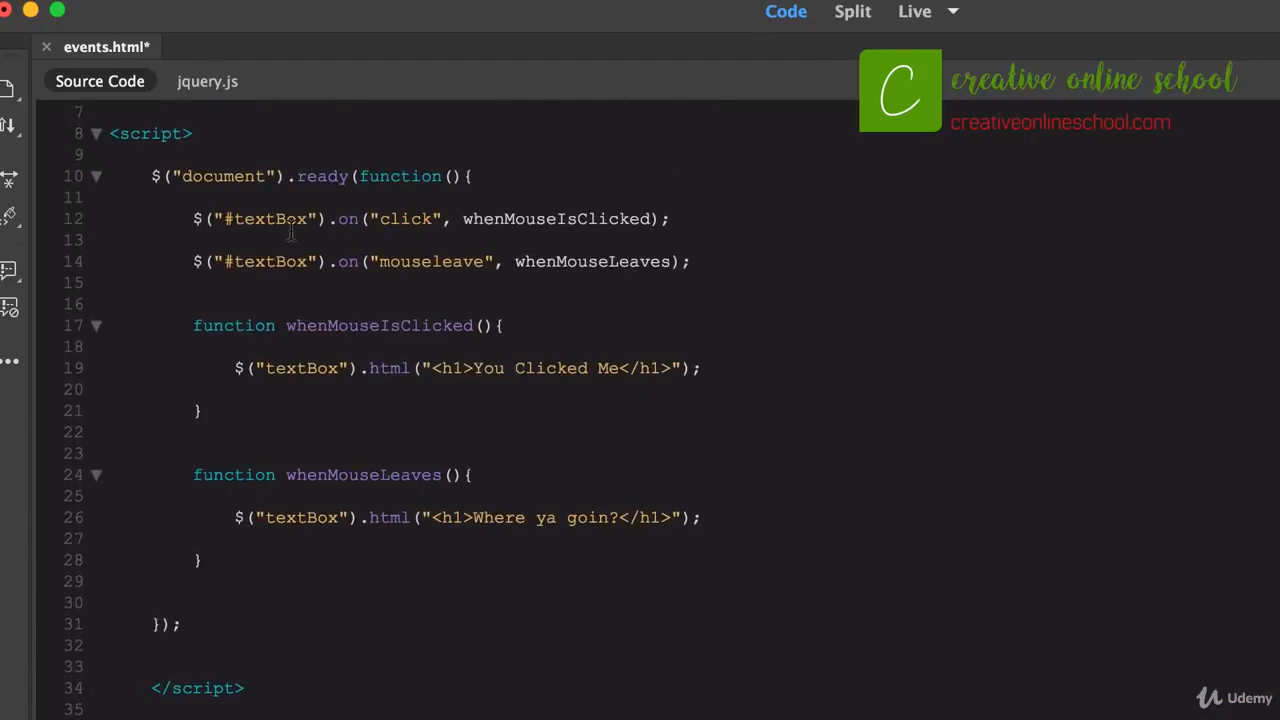 Code Split Live
events.html*
Source Code jquery.js
creative online school
creativeonlineschool.com
7
8 <script>
9
10 $("document").ready(function(){
11
12 $("#textBox").on("click", whenMouseIsClicked);
13
14 $("#textBox").on("mouseleave", whenMouseLeaves);
15
16
17 function whenMouseIsClicked(){
18
19 $("textBox").html("<h1>You Clicked Me</h1>");
20
21 }
22
23
24 function whenMouseLeaves(){
25
26 $("textBox").html("<h1>Where ya goin?</h1>");
27
28 }
29
30
31 });
32
33
34 </script>
35
Udemy